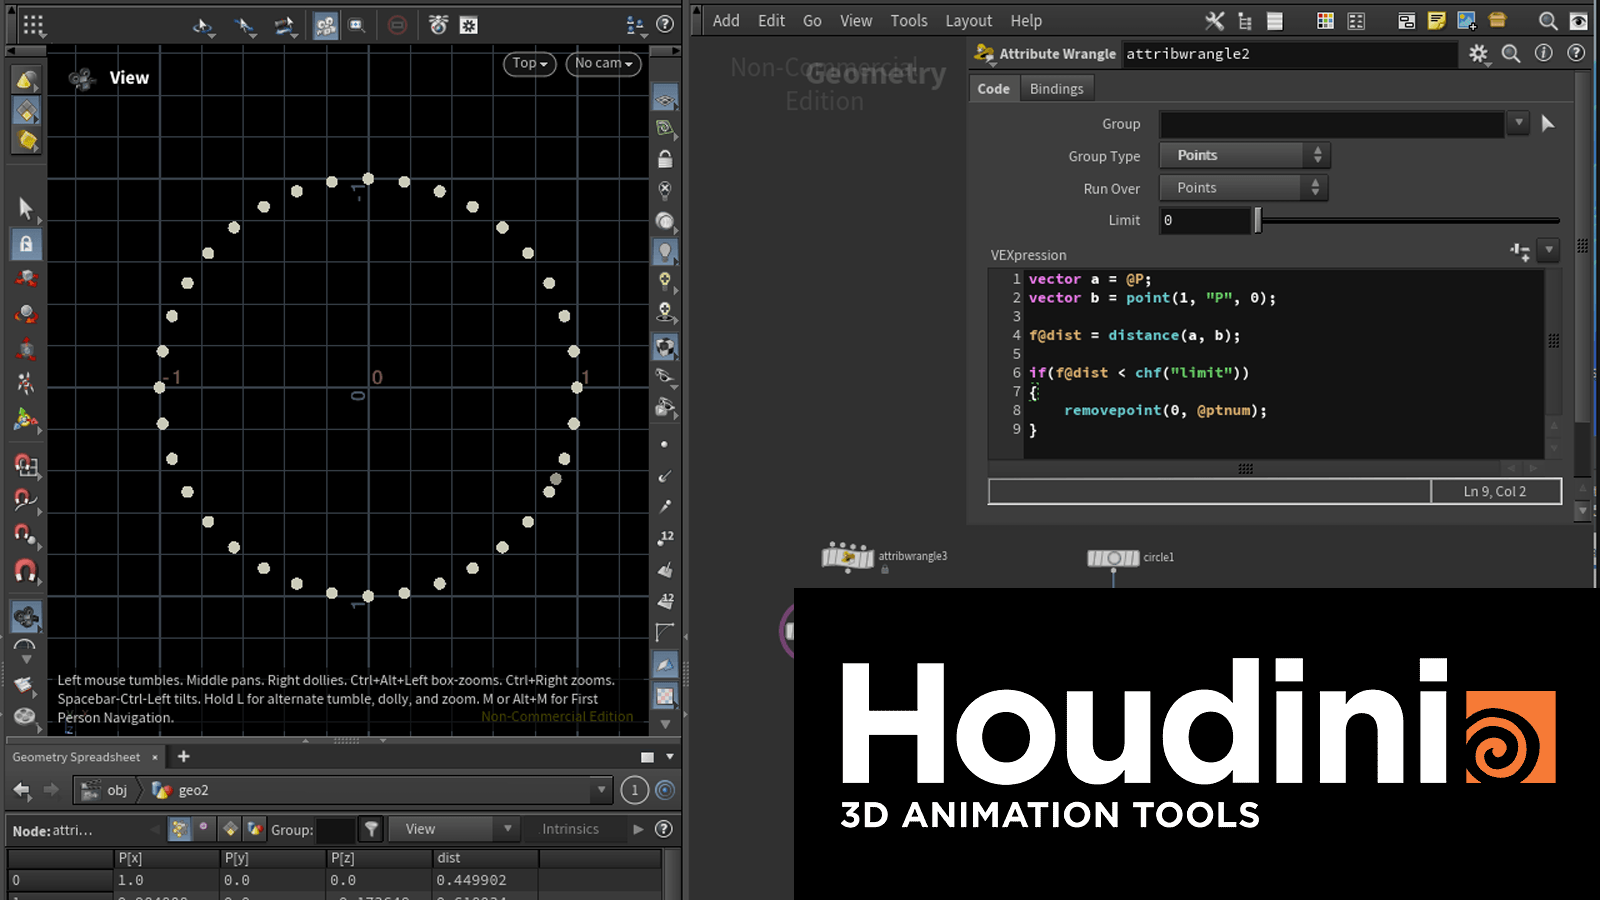 View
Top
No cam
-1
-1
0
0
1
1
Left mouse tumbles. Middle pans. Right dollies. Ctrl+Alt+Left box-zooms. Ctrl+Right zooms.
Spacebar-Ctrl-Left tilts. Hold L for alternate tumble, dolly, and zoom. M or Alt+M for First
Person Navigation.
Non-Commercial Edition
12
12
Geometry Spreadsheet × +
obj geo2 1
Node: attri... Group: View Intrinsics
P[x] P[y] P[z] dist
0 1.0 0.0 0.0 0.449902
Add Edit Go View Tools Layout Help
Non-Commercial
Edition
Geometry
Attribute Wrangle attribwrangle2
Code Bindings
Group
Group Type Points
Run Over Points
Limit 0
VEXpression
1 vector a = @P;
2 vector b = point(1, "P", 0);
3
4 f@dist = distance(a, b);
5
6 if(f@dist < chf("limit"))
7 {
8 removepoint(0, @ptnum);
9 }
Ln 9, Col 2
attribwrangle3
circle1
Houdini
3D ANIMATION TOOLS